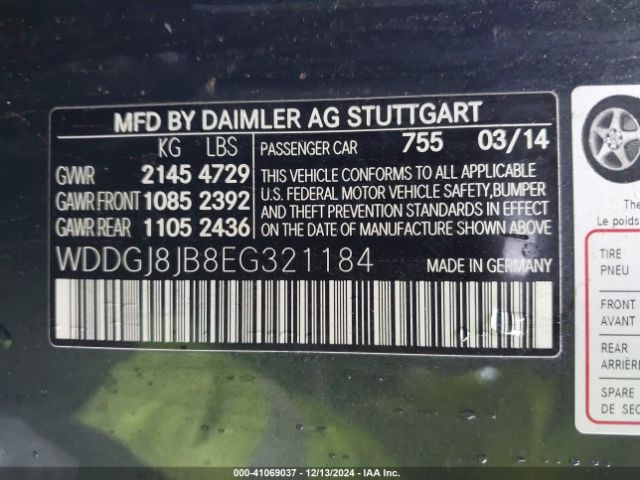 MFD BY DAIMLER AG STUTTGART
KG LBS
GVWR 2145 4729
GAWR FRONT 1085 2392
GAWR REAR 1105 2436
PASSENGER CAR 755 03/14
THIS VEHICLE CONFORMS TO ALL APPLICABLE
U.S. FEDERAL MOTOR VEHICLE SAFETY,BUMPER
AND THEFT PREVENTION STANDARDS IN EFFECT
ON THE DATE OF MANUFACTURE SHOWN ABOVE
WDDGJ8JB8EG321184 MADE IN GERMANY
The
Le poids
TIRE
PNEU
FRONT
AVANT
REAR
ARRIÈRE
SPARE
DE SEC
000-41069037 - 12/13/2024 - IAA Inc.